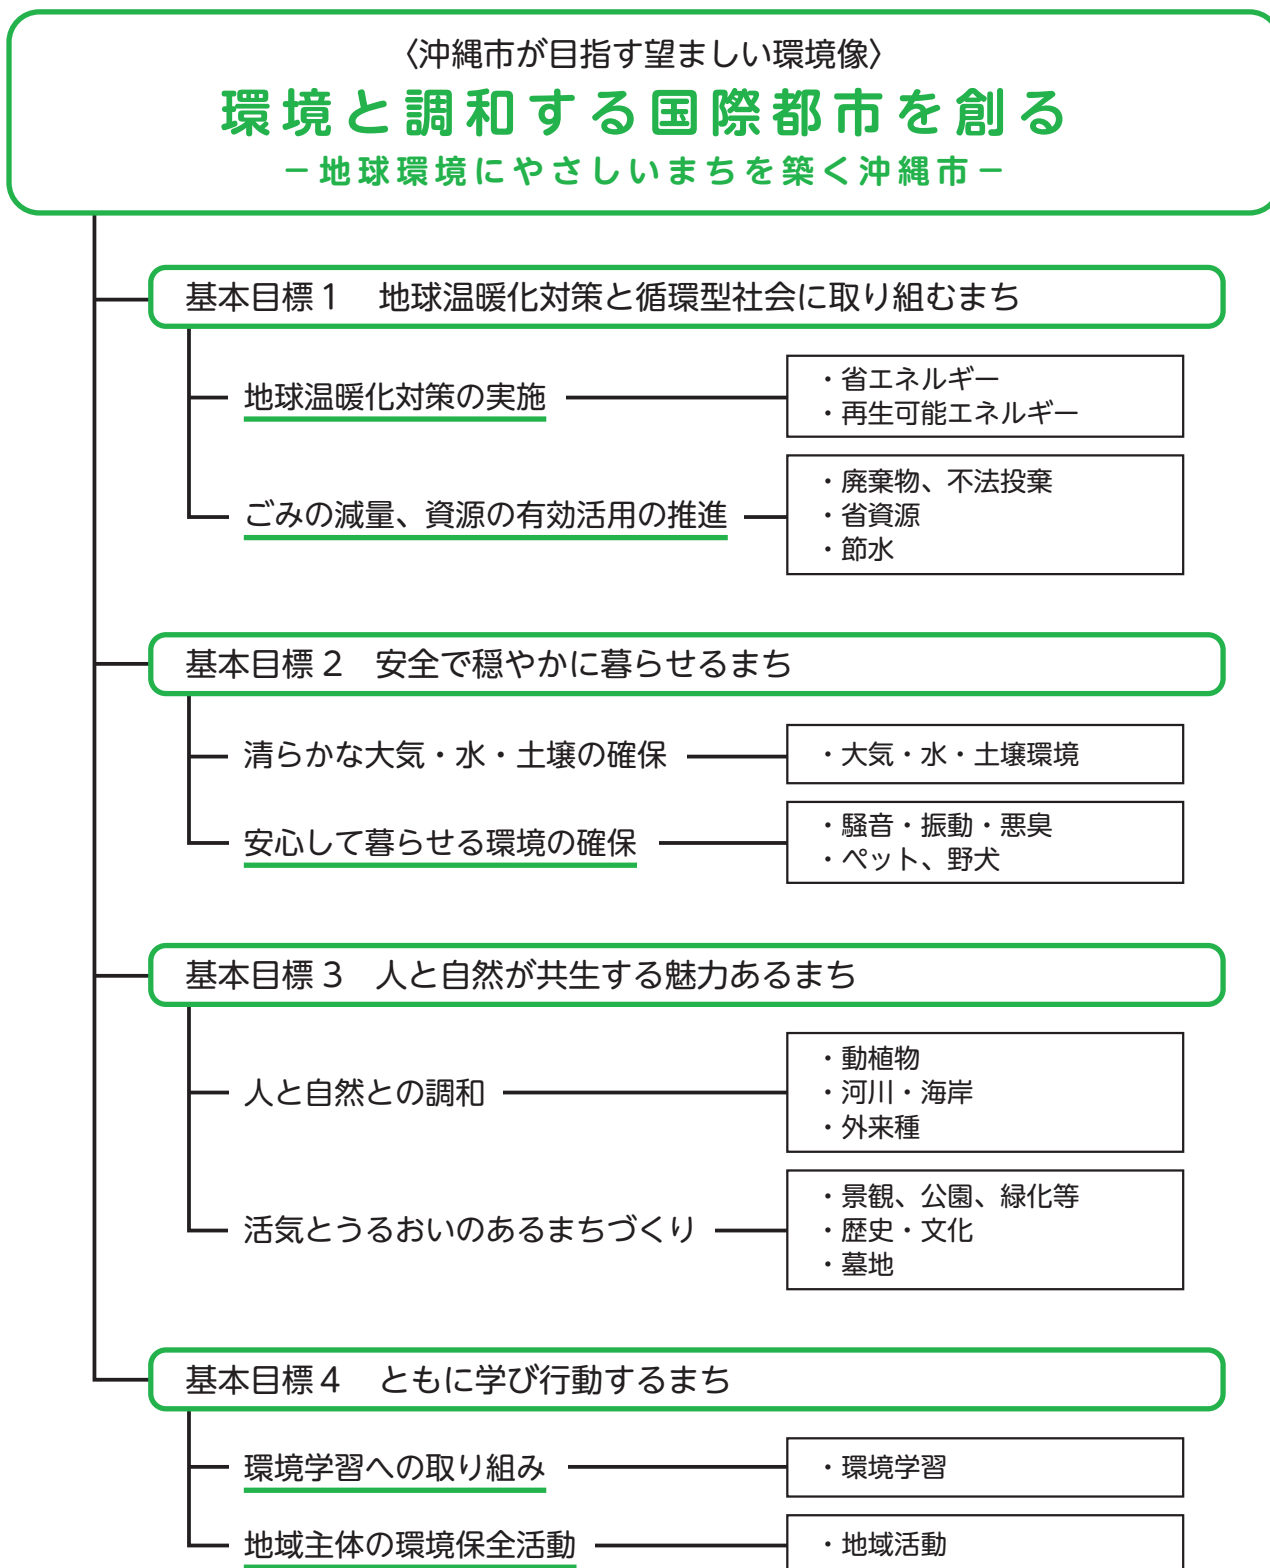 〈沖縄市が目指す望ましい環境像〉
環境と調和する国際都市を創る
－地球環境にやさしいまちを築く沖縄市－
基本目標１　地球温暖化対策と循環型社会に取り組むまち
地球温暖化対策の実施
・省エネルギー
・再生可能エネルギー
ごみの減量、資源の有効活用の推進
・廃棄物、不法投棄
・省資源
・節水
基本目標２　安全で穏やかに暮らせるまち
清らかな大気・水・土壌の確保
・大気・水・土壌環境
安心して暮らせる環境の確保
・騒音・振動・悪臭
・ペット、野犬
基本目標３　人と自然が共生する魅力あるまち
人と自然との調和
・動植物
・河川・海岸
・外来種
活気とうるおいのあるまちづくり
・景観、公園、緑化等
・歴史・文化
・墓地
基本目標４　ともに学び行動するまち
環境学習への取り組み
・環境学習
地域主体の環境保全活動
・地域活動